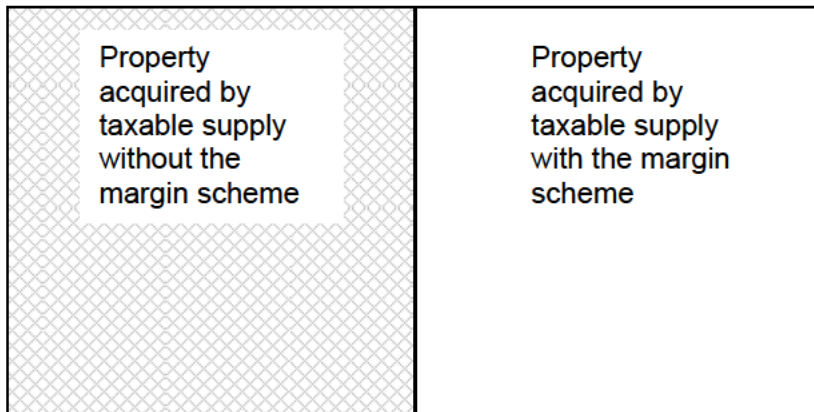 Property
acquired by
taxable supply
without the
margin scheme
Property
acquired by
taxable supply
with the margin
scheme